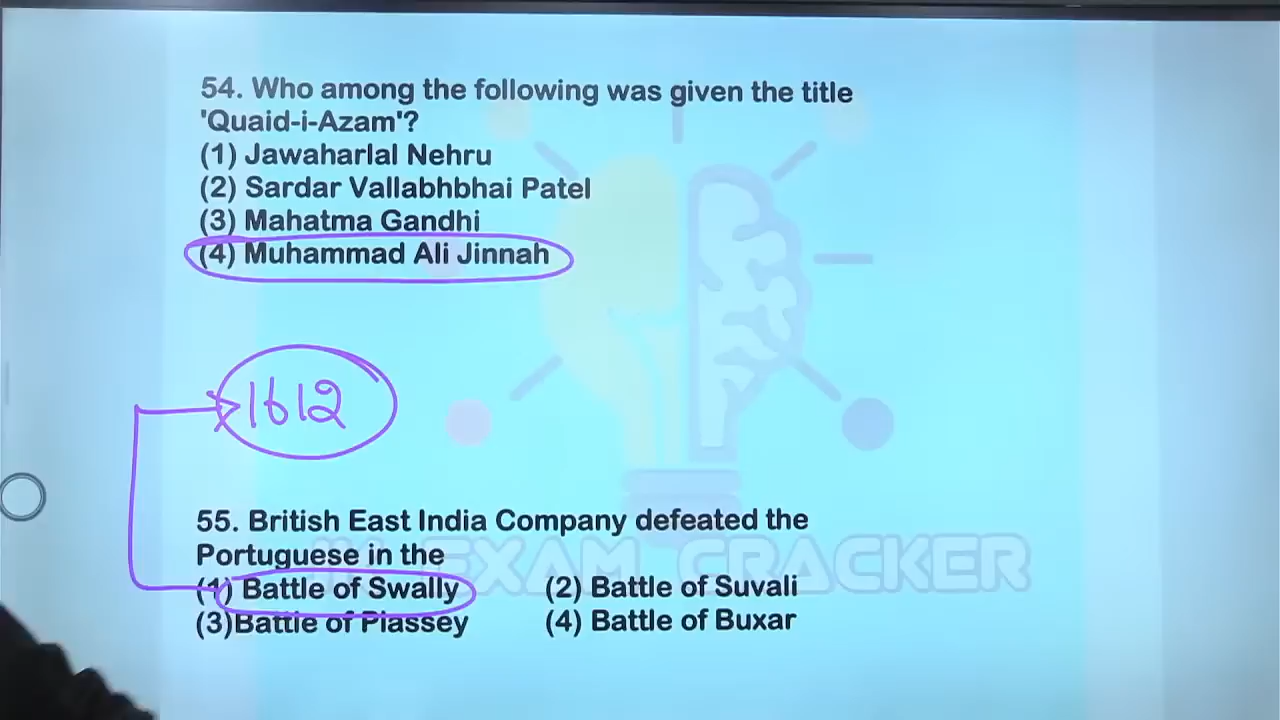 54. Who among the following was given the title
'Quaid-i-Azam'?
(1) Jawaharlal Nehru
(2) Sardar Vallabhbhai Patel
(3) Mahatma Gandhi
(4) Muhammad Ali Jinnah
1612
55. British East India Company defeated the
Portuguese in the
(1) Battle of Swally (2) Battle of Suvali
(3)Battle of Plassey (4) Battle of Buxar
EXAM CRACKER